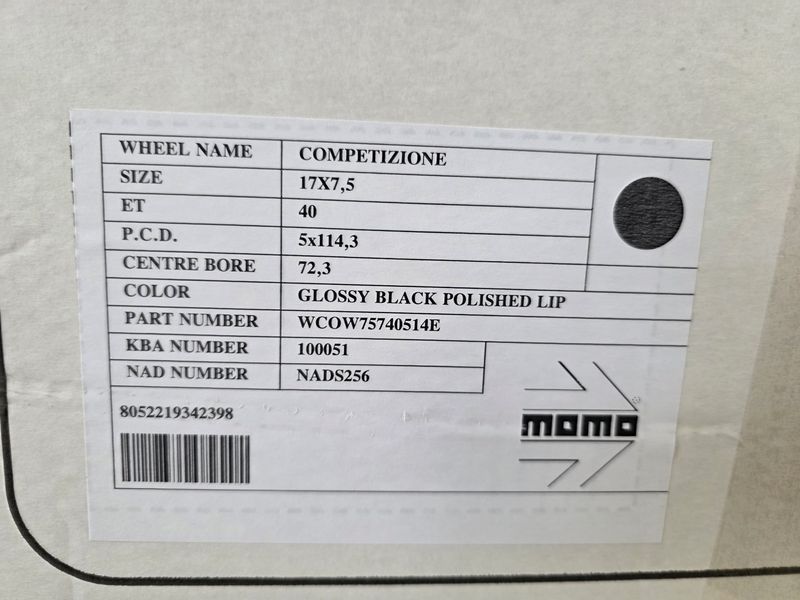 WHEEL NAME COMPETIZIONE
SIZE 17X7,5
ET 40
P.C.D. 5x114,3
CENTRE BORE 72,3
COLOR GLOSSY BLACK POLISHED LIP
PART NUMBER WCOW75740514E
KBA NUMBER 100051
NAD NUMBER NADS256
8052219342398
momo